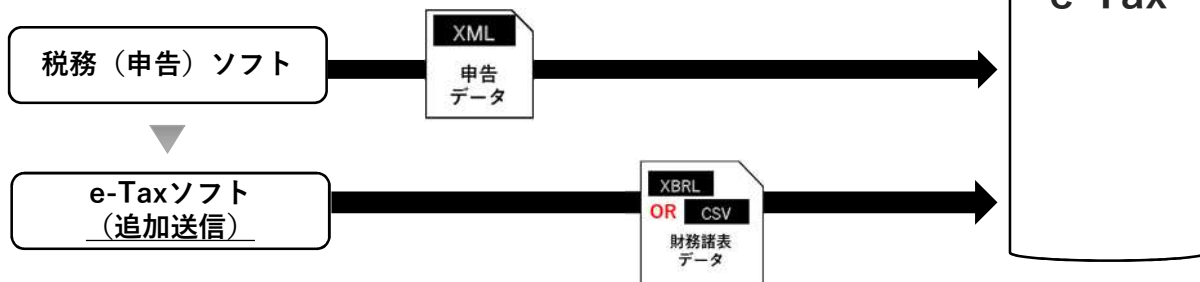 e-Tax
税務（申告）ソフト
XML
申告
データ
e-Taxソフト
（追加送信）
XBRL
OR CSV
財務諸表
データ